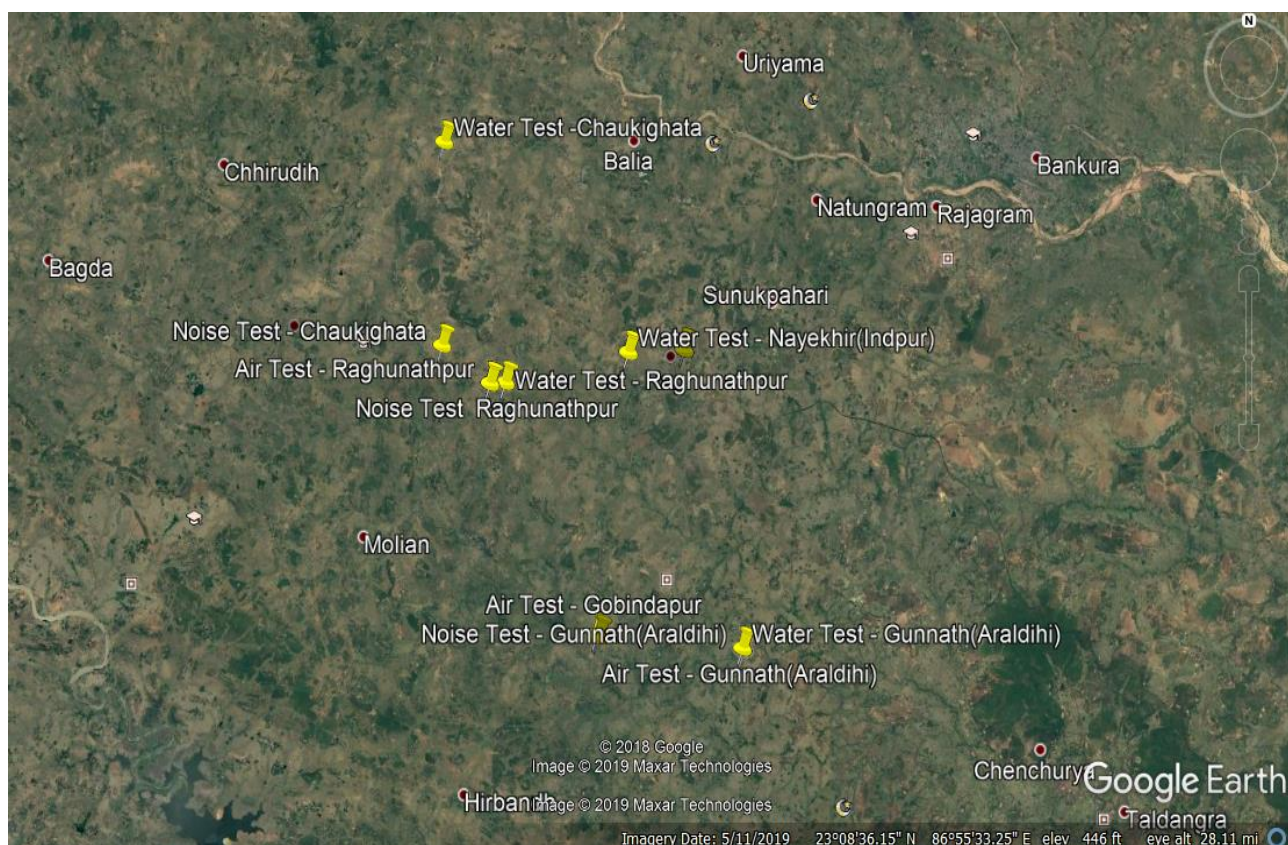 N
Uriyama
Water Test -Chaukighata
Balia
Bankura
Chhirudih
Natungram
Rajagram
Bagda
Sunukpahari
Noise Test - Chaukighata
Water Test - Nayekhir(Indpur)
Air Test - Raghunathpur
Water Test - Raghunathpur
Noise Test Raghunathpur
Molian
Air Test - Gobindapur
Noise Test - Gunnath(Araldihi)
Water Test - Gunnath(Araldihi)
Air Test - Gunnath(Araldihi)
© 2018 Google
Image © 2019 Maxar Technologies
Chenchurya
Google Earth
Hirbandh
Image © 2019 Maxar Technologies
Taldangra
Imagery Date: 5/11/2019 23°08'36.15" N 86°55'33.25" E elev 446 ft eye alt 28.11 mi